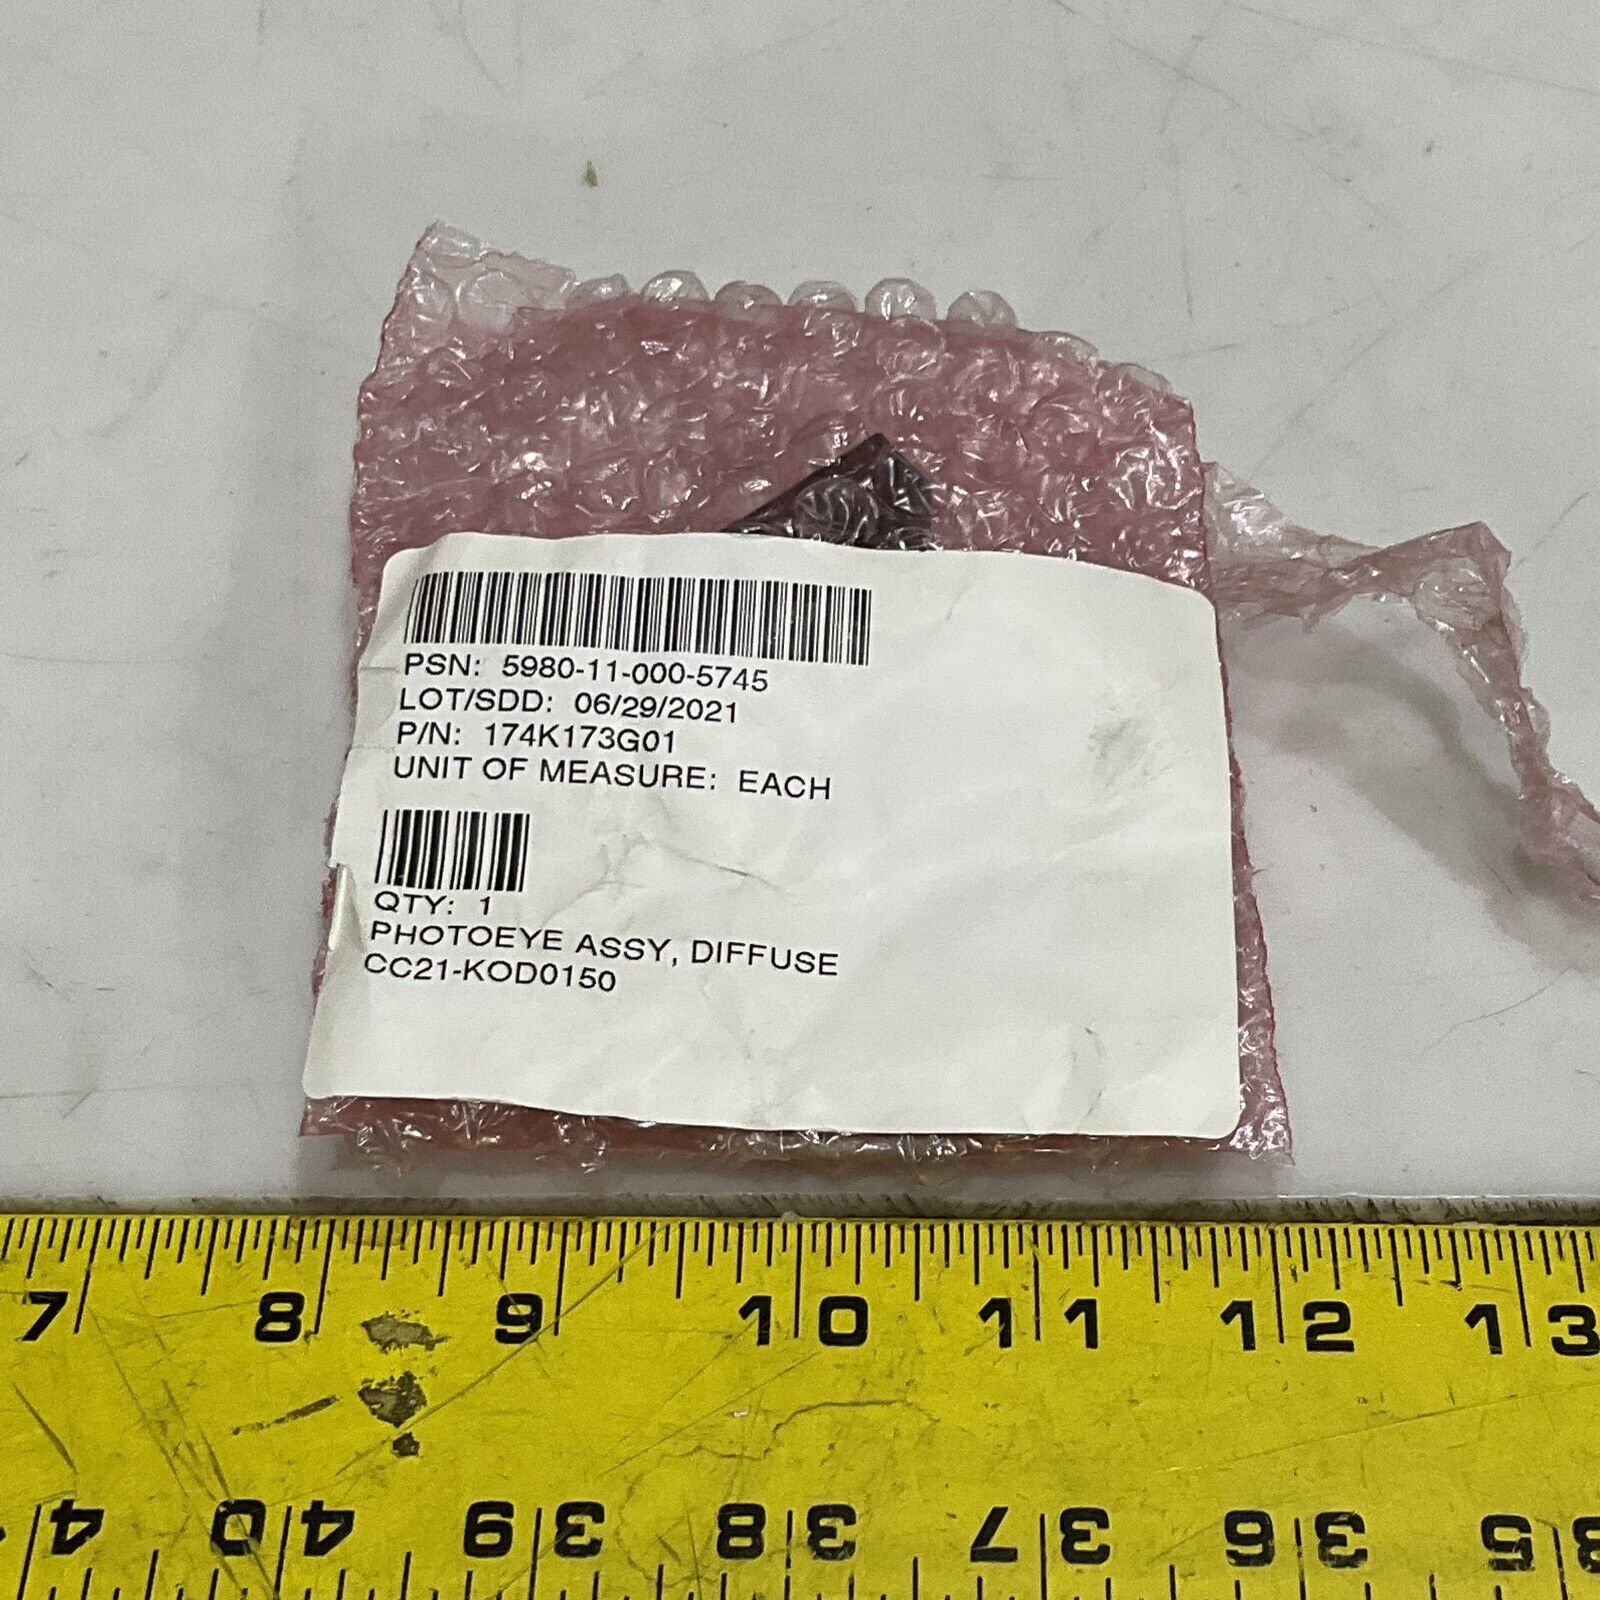 PSN: 5980-11-000-5745
LOT/SDD: 06/29/2021
P/N: 174K173G01
UNIT OF MEASURE: EACH
QTY: 1
PHOTOEYE ASSY, DIFFUSE
CC21-KOD0150
7 8 9 10 11 12 13
40 39 38 37 36 35